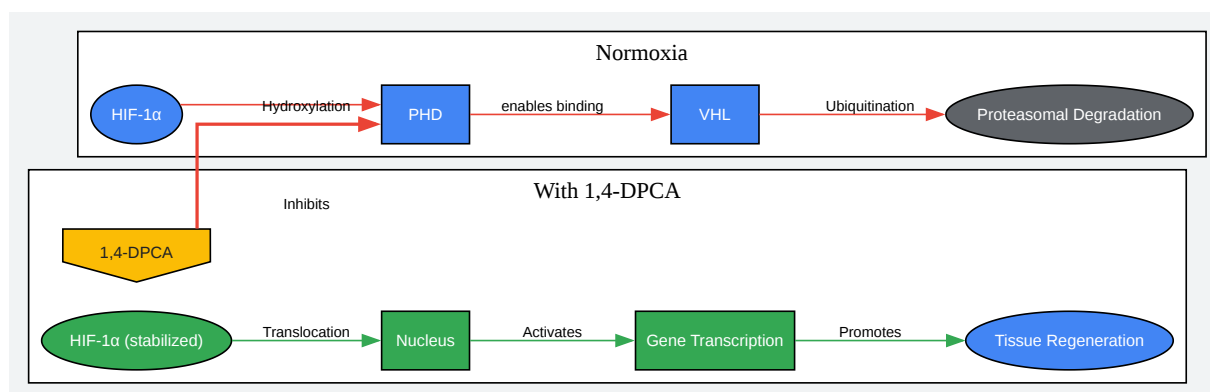 Normoxia
HIF-1α
Hydroxylation
PHD
enables binding
VHL
Ubiquitination
Proteasomal Degradation
With 1,4-DPCA
Inhibits
1,4-DPCA
HIF-1α (stabilized)
Translocation
Nucleus
Activates
Gene Transcription
Promotes
Tissue Regeneration